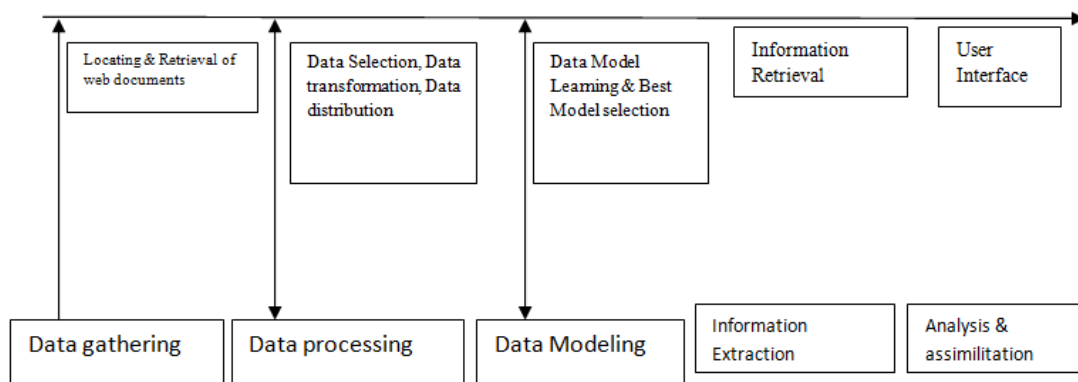 Locating & Retrieval of
web documents
Data Selection, Data
transformation, Data
distribution
Data Model
Learning & Best
Model selection
Information
Retrieval
User
Interface
Data gathering
Data processing
Data Modeling
Information
Extraction
Analysis &
assimilitation